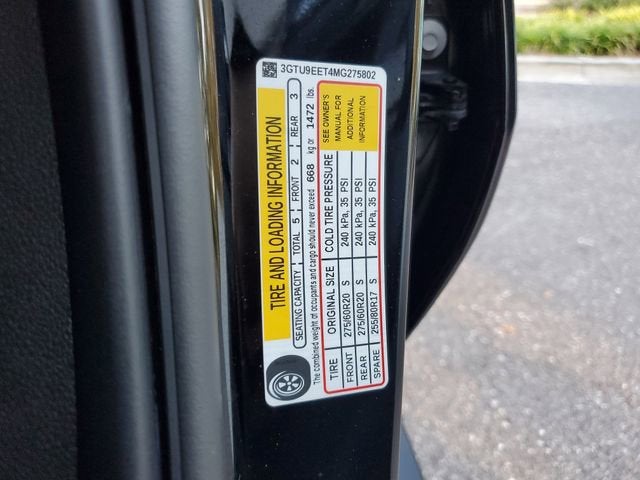 3GTU9EET4MG275802
TIRE AND LOADING INFORMATION
SEATING CAPACITY TOTAL 5 FRONT 2 REAR 3
The combined weight of occupants and cargo should never exceed 668 kg or 1472 lbs.
TIRE ORIGINAL SIZE COLD TIRE PRESSURE SEE OWNER'S
FRONT 275/60R20 S 240 kPa, 35 PSI MANUAL FOR
REAR 275/60R20 S 240 kPa, 35 PSI ADDITIONAL
SPARE 255/80R17 S 240 kPa, 35 PSI INFORMATION